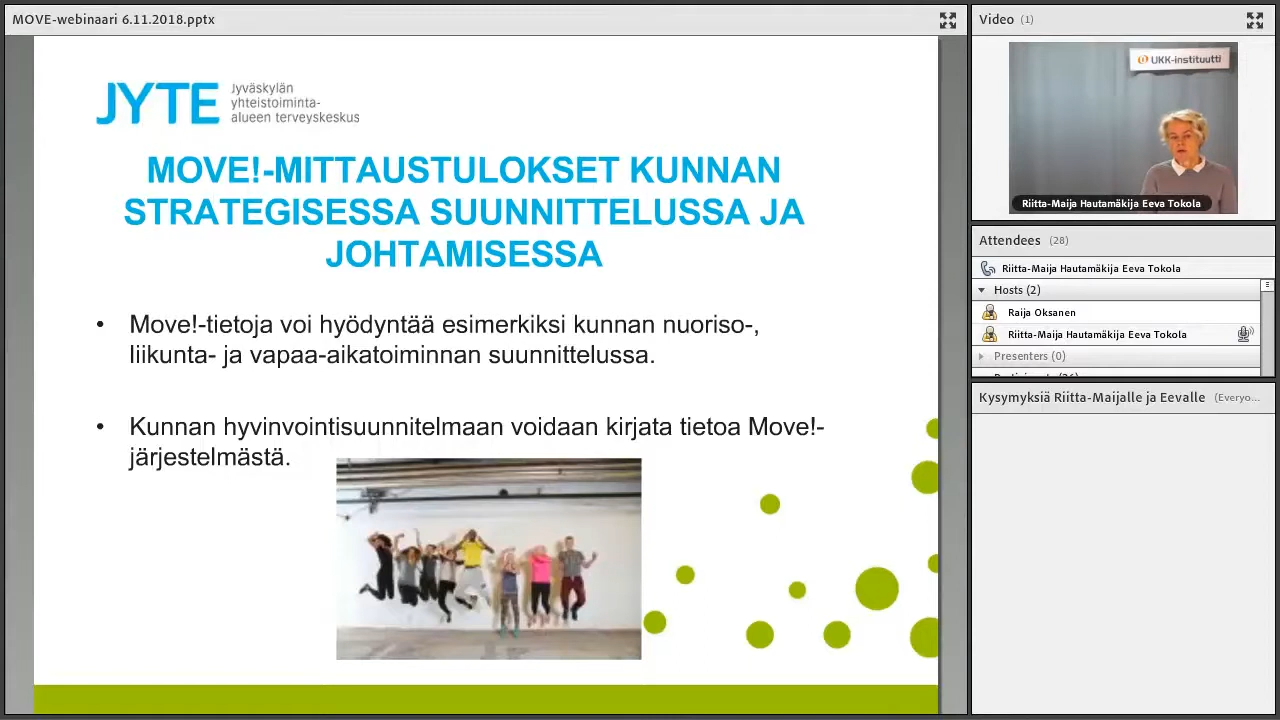 MOVE-webinaari 6.11.2018.pptx
JYTE
Jyväskylän
yhteistoiminta-
alueen terveyskeskus
MOVE!-MITTAUSTULOKSET KUNNAN
STRATEGISESSA SUUNNITTELUSSA JA
JOHTAMISESSA
• Move!-tietoja voi hyödyntää esimerkiksi kunnan nuoriso-,
liikunta- ja vapaa-aikatoiminnan suunnittelussa.
• Kunnan hyvinvointisuunnitelmaan voidaan kirjata tietoa Move!-
järjestelmästä.
Video (1)
UKK-instituutti
Riitta-Maija Hautamäkija Eeva Tokola
Attendees (28)
Riitta-Maija Hautamäkija Eeva Tokola
Hosts (2)
Raija Oksanen
Riitta-Maija Hautamäkija Eeva Tokola
Presenters (0)
Kysymyksiä Riitta-Maijalle ja Eevalle (Everyo...